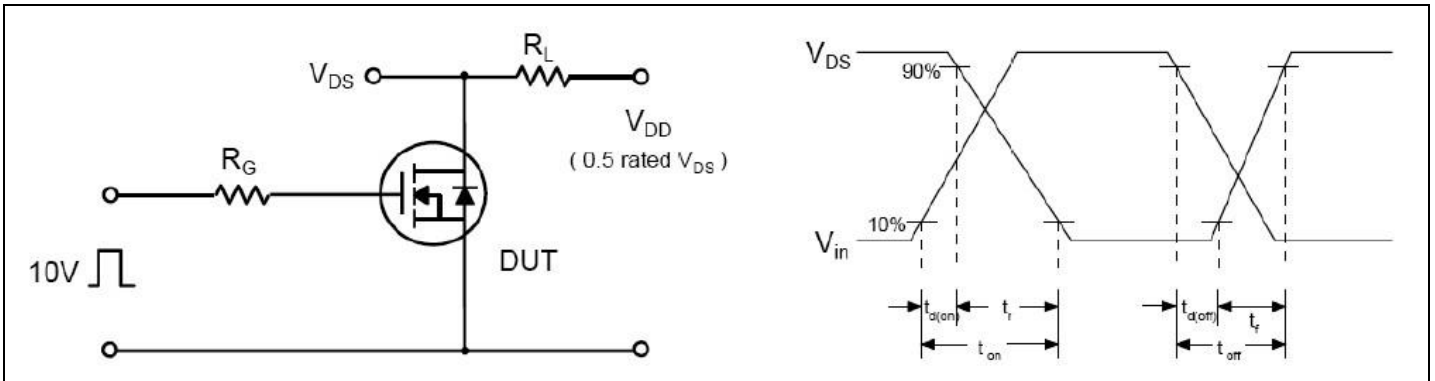 R_L
V_DS
V_DD
( 0.5 rated V_DS )
R_G
10V
DUT
V_DS
90%
10%
V_in
t_d(on)
t_r
t_on
t_d(off)
t_f
t_off